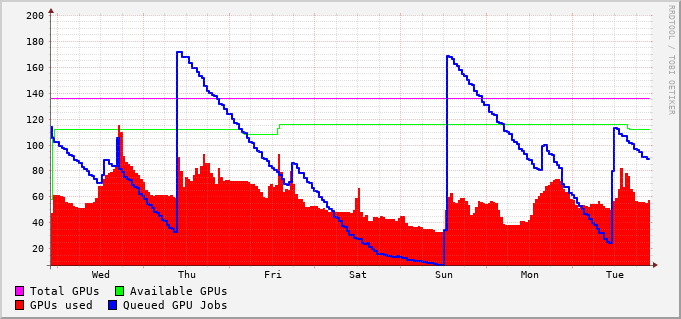 200
180
160
140
120
100
80
60
40
20
Wed Thu Fri Sat Sun Mon Tue
Total GPUs Available GPUs
GPUs used Queued GPU Jobs
RRDTOOL / TOBI OETIKER